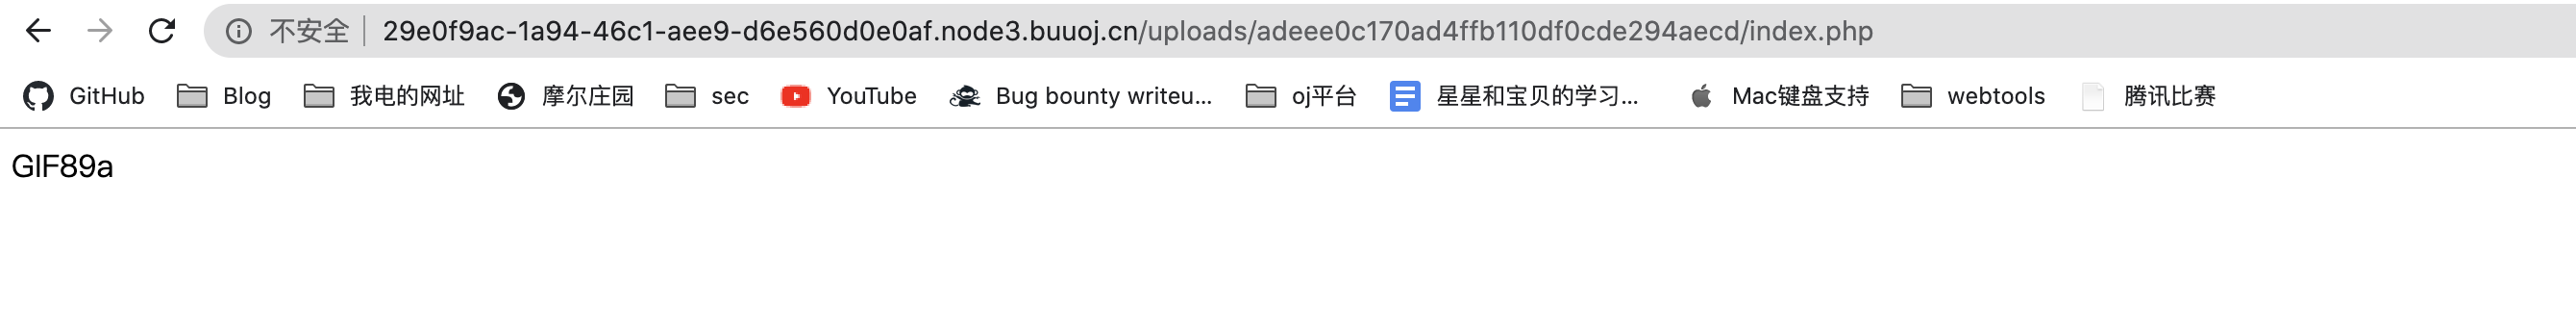 不安全 29e0f9ac-1a94-46c1-aee9-d6e560d0e0af.node3.buuoj.cn/uploads/adeee0c170ad4ffb110df0cde294aecd/index.php
GitHub Blog 我电的网址 摩尔庄园 sec YouTube Bug bounty writeu... oj平台 星星和宝贝的学习... Mac键盘支持 webtools 腾讯比赛
GIF89a